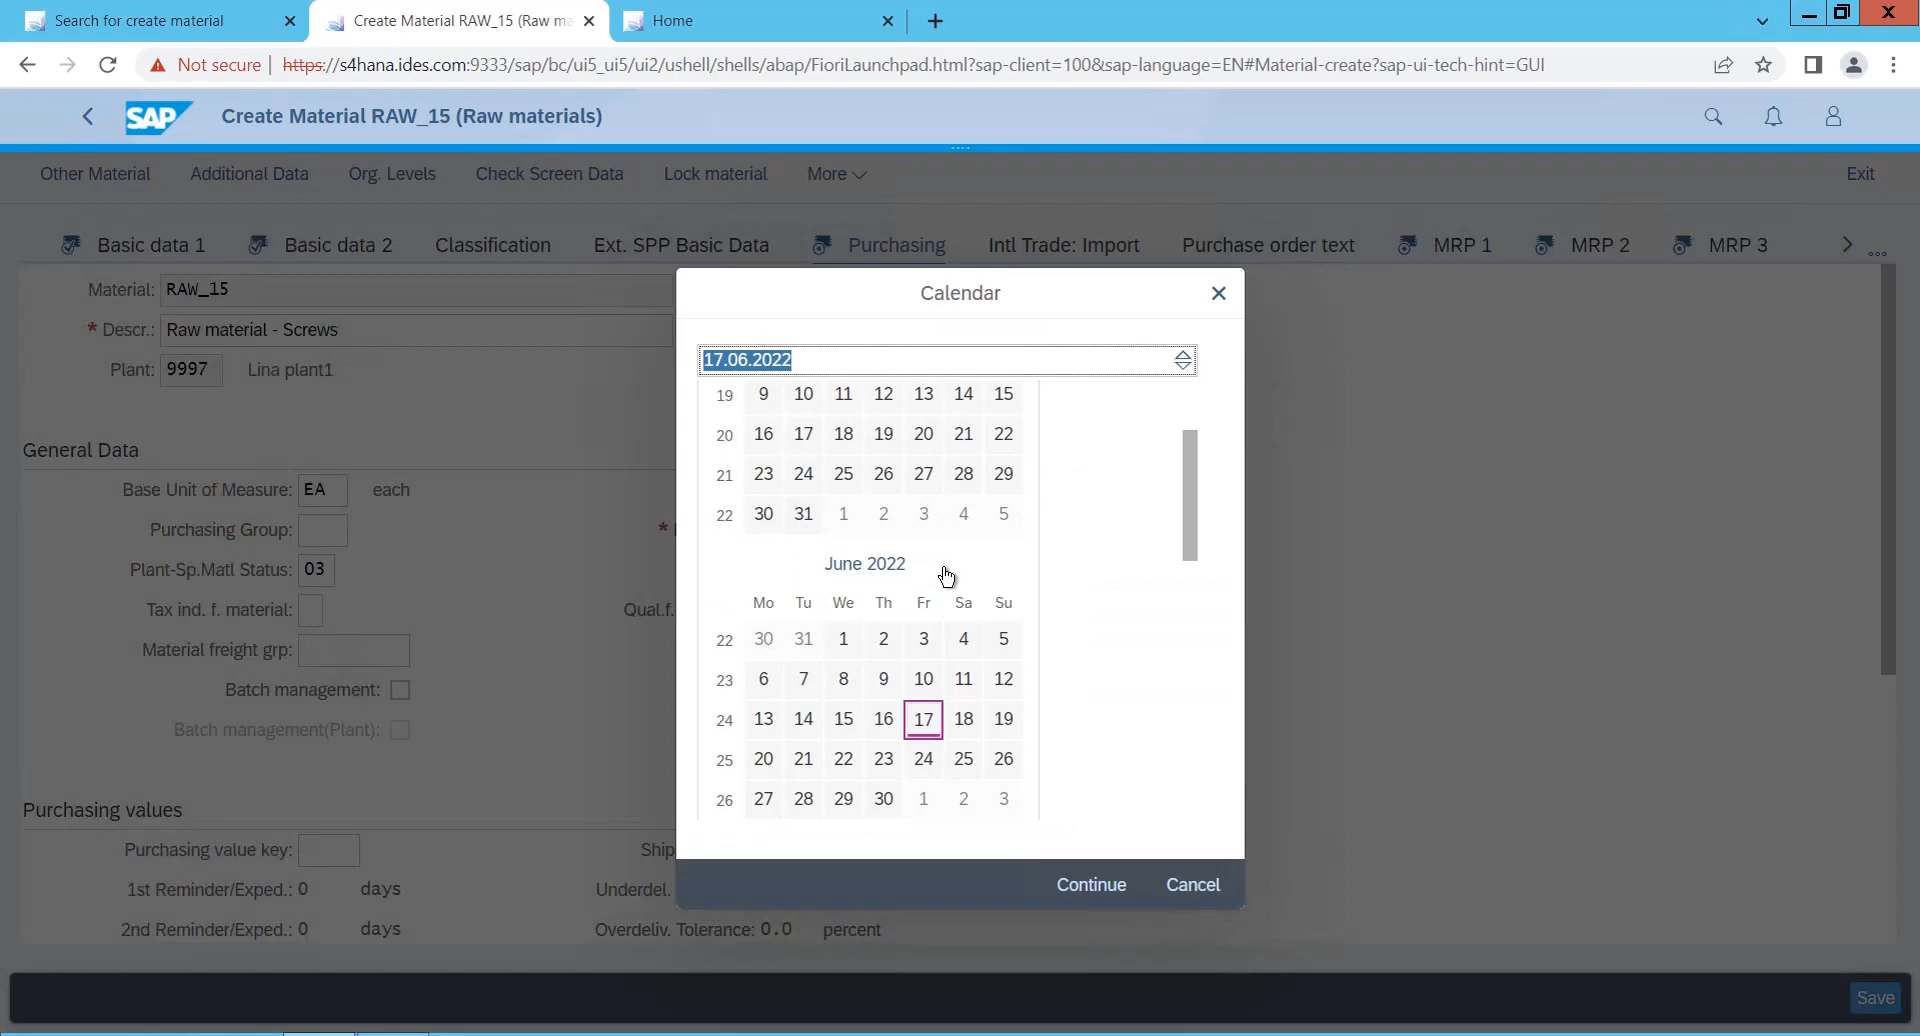 Search for create material
Create Material RAW_15 (Raw ma
Home
Not secure
https://s4hana.ides.com:9333/sap/bc/ui5_ui5/ui2/ushell/shells/abap/FioriLaunchpad.html?sap-client=100&sap-language=EN#Material-create?sap-ui-tech-hint=GUI
SAP
Create Material RAW_15 (Raw materials)
Other Material Additional Data Org. Levels Check Screen Data Lock material More Exit
Basic data 1 Basic data 2 Classification Ext. SPP Basic Data Purchasing Intl Trade: Import Purchase order text MRP 1 MRP 2 MRP 3
Material: RAW_15
* Descr.: Raw material - Screws
Plant: 9997 Lina plant1
General Data
Base Unit of Measure: EA each
Purchasing Group:
*
Plant-Sp.Matl Status: 03
Tax ind. f. material: Qual.f.
Material freight grp:
Batch management:
Batch management(Plant):
Purchasing values
Purchasing value key: Ship
1st Reminder/Exped.: 0 days Underdel.
2nd Reminder/Exped.: 0 days Overdeliv. Tolerance: 0.0 percent
Calendar
17.06.2022
19 9 10 11 12 13 14 15
20 16 17 18 19 20 21 22
21 23 24 25 26 27 28 29
22 30 31 1 2 3 4 5
June 2022
Mo Tu We Th Fr Sa Su
22 30 31 1 2 3 4 5
23 6 7 8 9 10 11 12
24 13 14 15 16 17 18 19
25 20 21 22 23 24 25 26
26 27 28 29 30 1 2 3
Continue Cancel
Save